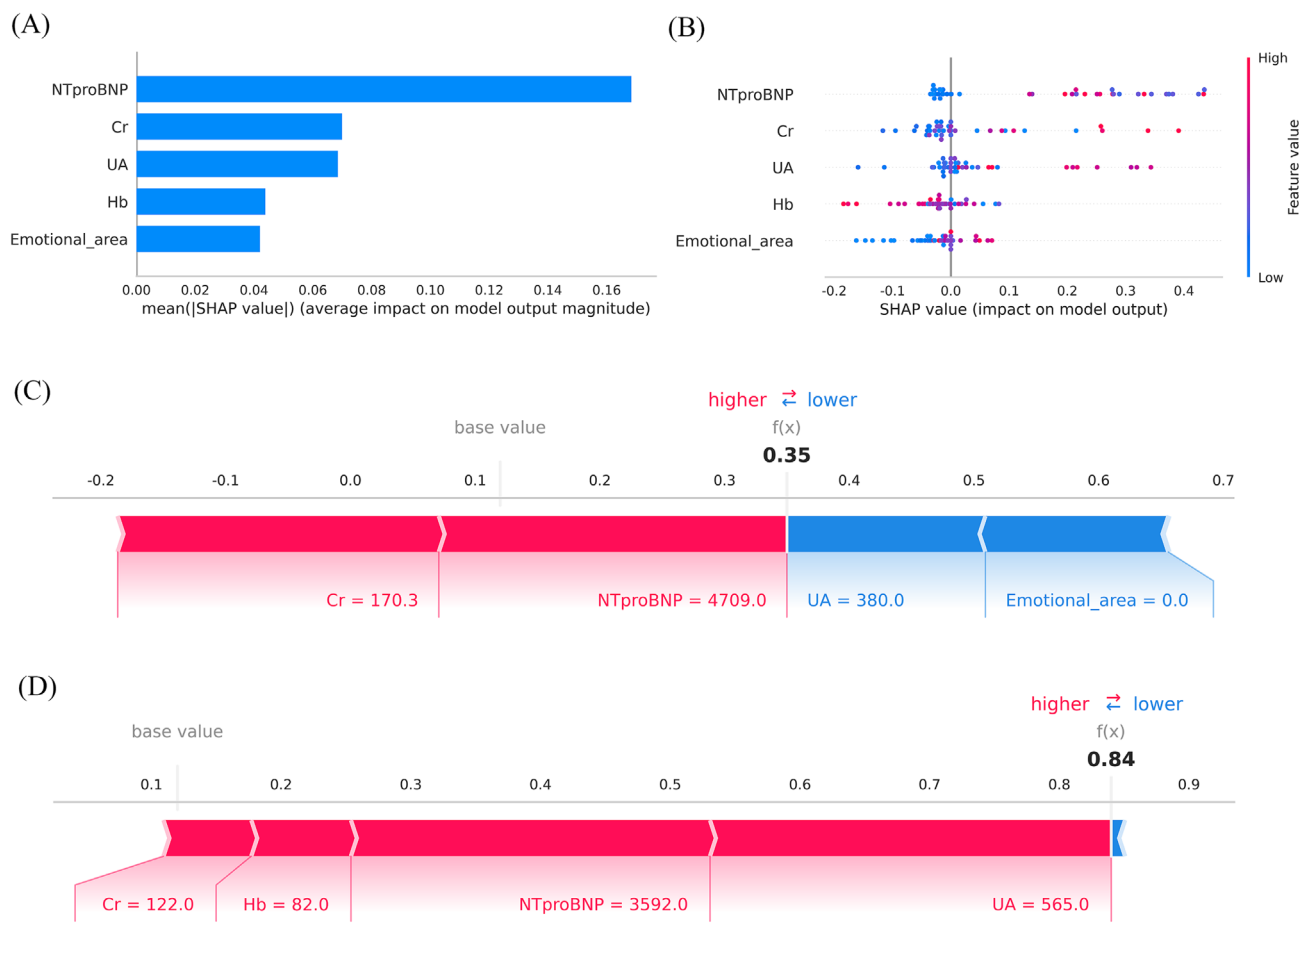 (A)
NTproBNP
Cr
UA
Hb
Emotional_area
0.00 0.02 0.04 0.06 0.08 0.10 0.12 0.14 0.16
mean(|SHAP value|) (average impact on model output magnitude)
(B)
High
NTproBNP
Cr
UA
Hb
Emotional_area
Feature value
Low
-0.2 -0.1 0.0 0.1 0.2 0.3 0.4
SHAP value (impact on model output)
(C)
higher ⇄ lower
base value f(x)
0.35
-0.2 -0.1 0.0 0.1 0.2 0.3 0.4 0.5 0.6 0.7
Cr = 170.3 NTproBNP = 4709.0 UA = 380.0 Emotional_area = 0.0
(D)
higher ⇄ lower
base value f(x)
0.84
0.1 0.2 0.3 0.4 0.5 0.6 0.7 0.8 0.9
Cr = 122.0 Hb = 82.0 NTproBNP = 3592.0 UA = 565.0